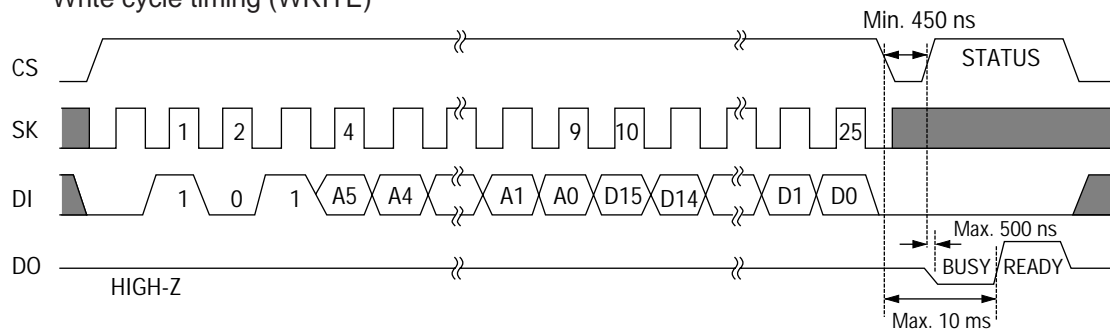 Write cycle timing (WRITE)
Min. 450 ns
CS STATUS
SK 1 2 4 9 10 25
DI 1 0 1 A5 A4 A1 A0 D15 D14 D1 D0
Max. 500 ns
DO BUSY READY
HIGH-Z
Max. 10 ms